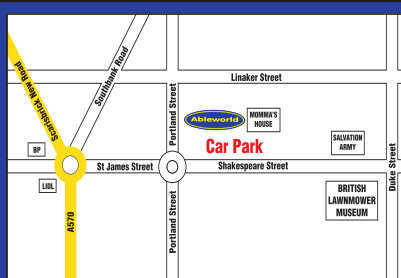 Scarisbrick New Road
Southbank Road
Linaker Street
Portland Street
Ableworld
MOMMA'S
HOUSE
Car Park
SALVATION
ARMY
BP
St James Street
Shakespeare Street
Duke Street
LIDL
BRITISH
LAWNMOWER
MUSEUM
A570
Portland Street